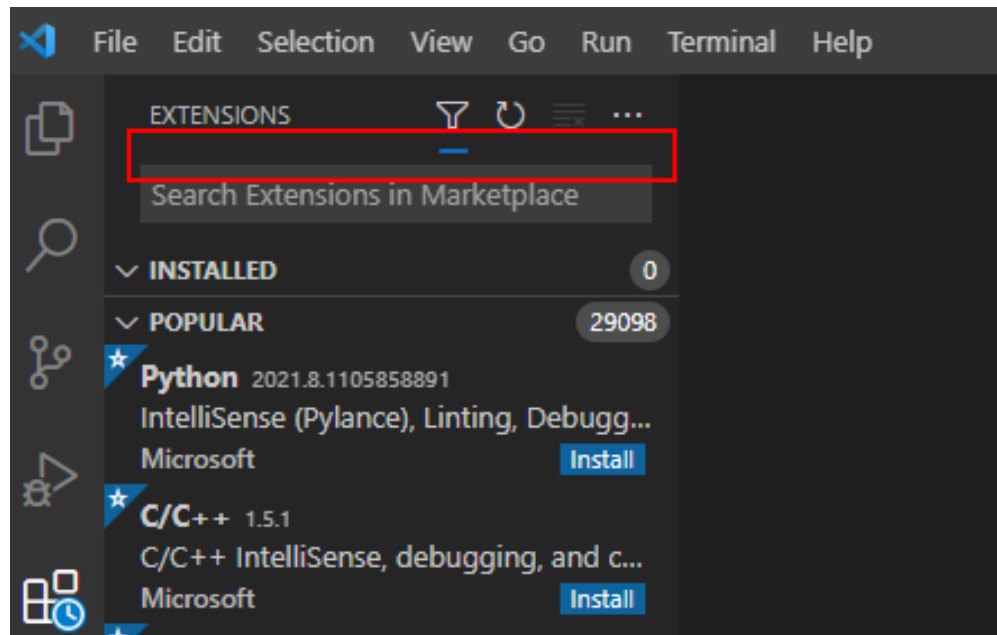 File Edit Selection View Go Run Terminal Help
EXTENSIONS
Search Extensions in Marketplace
INSTALLED 0
POPULAR 29098
Python 2021.8.1105858891
IntelliSense (Pylance), Linting, Debugg...
Microsoft Install
C/C++ 1.5.1
C/C++ IntelliSense, debugging, and c...
Microsoft Install